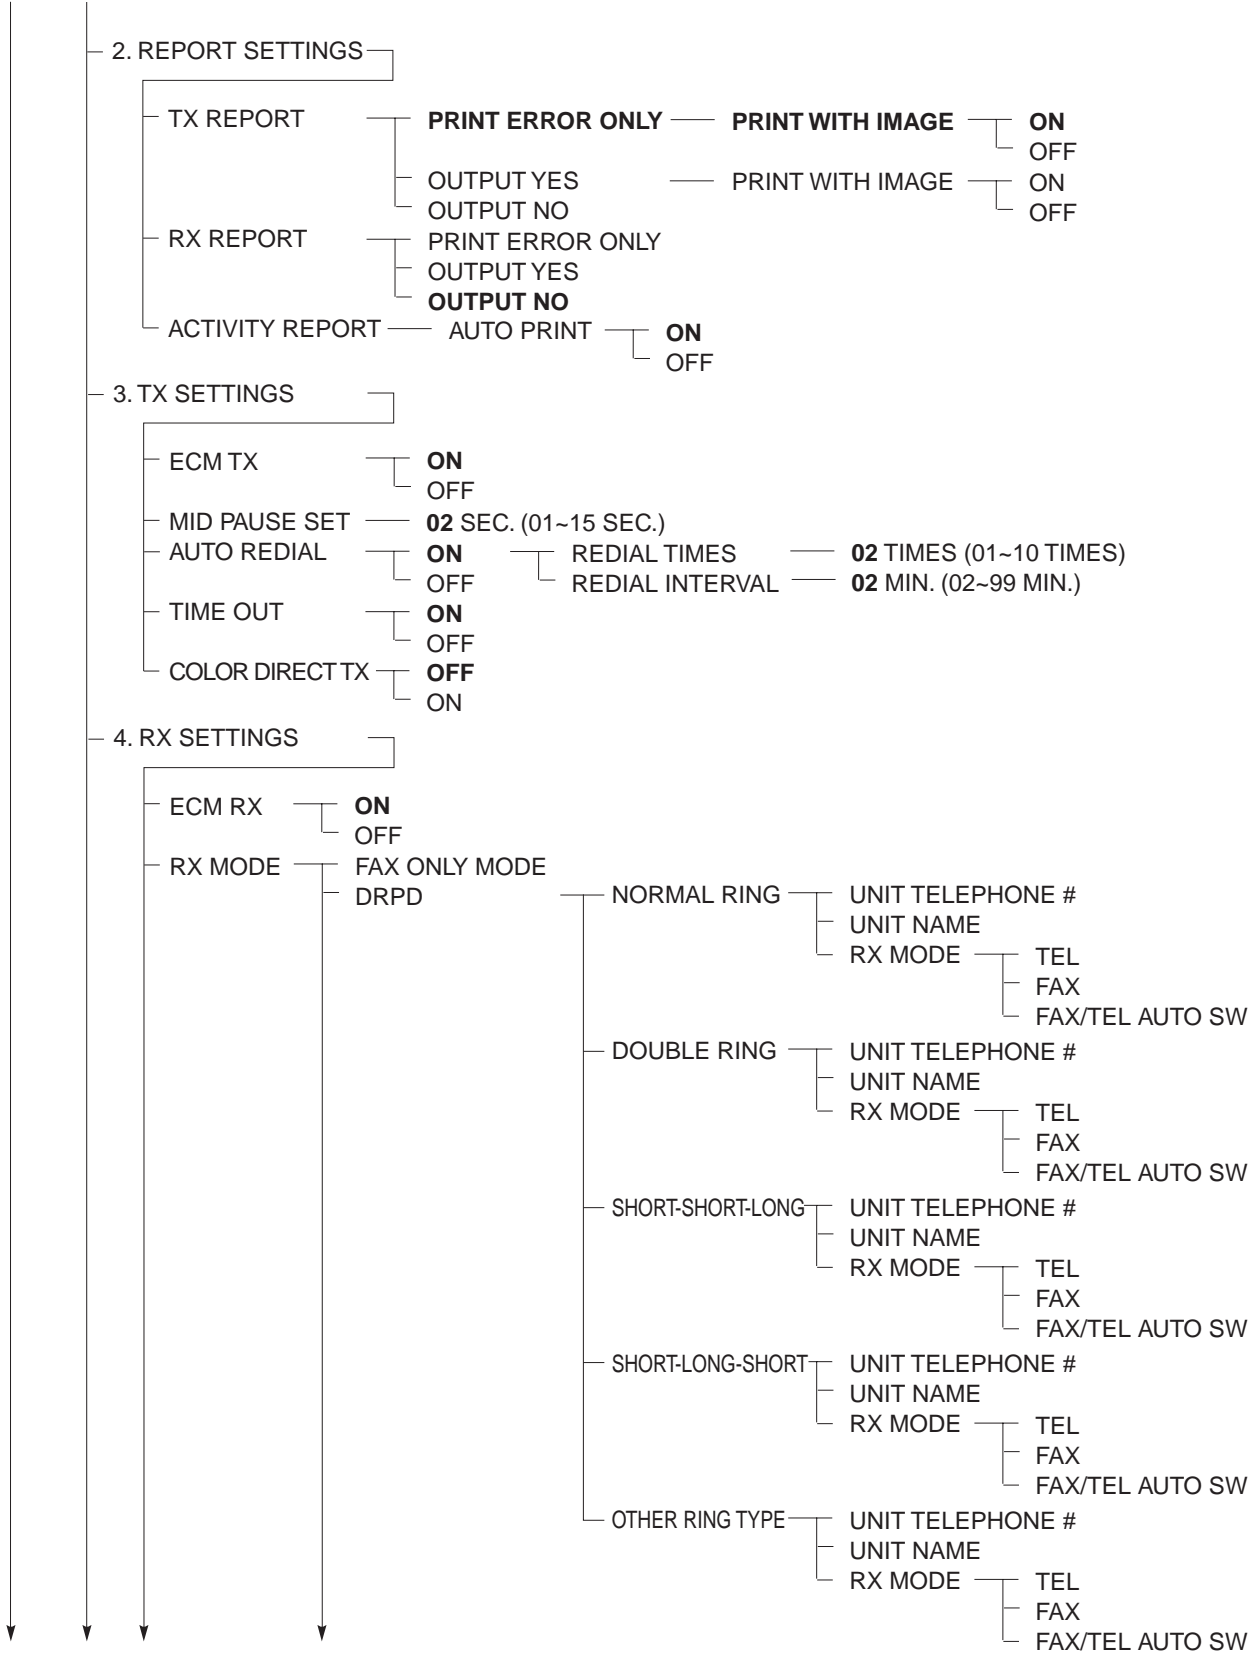 2. REPORT SETTINGS
TX REPORT PRINT ERROR ONLY PRINT WITH IMAGE ON
OFF
OUTPUT YES PRINT WITH IMAGE ON
OUTPUT NO OFF
RX REPORT PRINT ERROR ONLY
OUTPUT YES
OUTPUT NO
ACTIVITY REPORT AUTO PRINT ON
OFF
3. TX SETTINGS
ECM TX ON
OFF
MID PAUSE SET 02 SEC. (01~15 SEC.)
AUTO REDIAL ON REDIAL TIMES 02 TIMES (01~10 TIMES)
OFF REDIAL INTERVAL 02 MIN. (02~99 MIN.)
TIME OUT ON
OFF
COLOR DIRECT TX OFF
ON
4. RX SETTINGS
ECM RX ON
OFF
RX MODE FAX ONLY MODE
DRPD NORMAL RING UNIT TELEPHONE #
UNIT NAME
RX MODE TEL
FAX
FAX/TEL AUTO SW
DOUBLE RING UNIT TELEPHONE #
UNIT NAME
RX MODE TEL
FAX
FAX/TEL AUTO SW
SHORT-SHORT-LONG UNIT TELEPHONE #
UNIT NAME
RX MODE TEL
FAX
FAX/TEL AUTO SW
SHORT-LONG-SHORT UNIT TELEPHONE #
UNIT NAME
RX MODE TEL
FAX
FAX/TEL AUTO SW
OTHER RING TYPE UNIT TELEPHONE #
UNIT NAME
RX MODE TEL
FAX
FAX/TEL AUTO SW